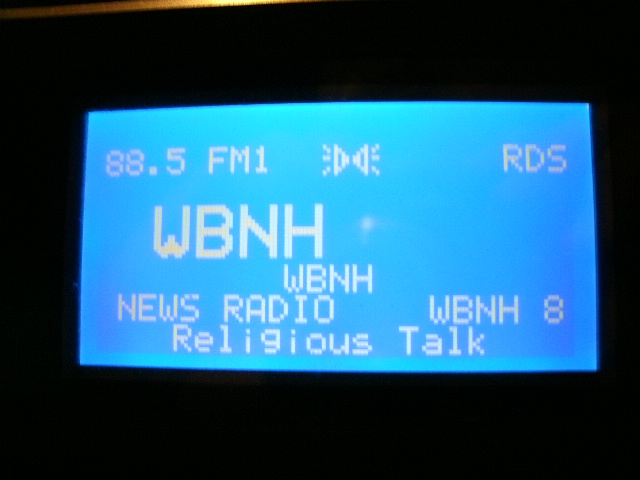 88.5 FM1 RDS
WBNH
WBNH
NEWS RADIO WBNH 8
Religious Talk